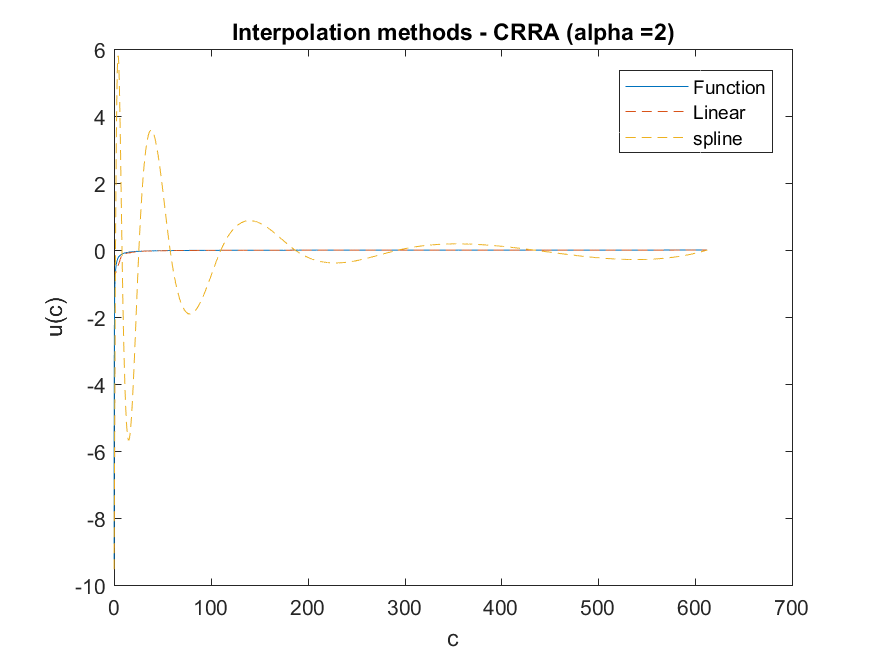 Interpolation methods - CRRA (alpha =2)
Function
Linear
spline
6
4
2
0
-2
-4
-6
-8
-10
u(c)
0 100 200 300 400 500 600 700
c